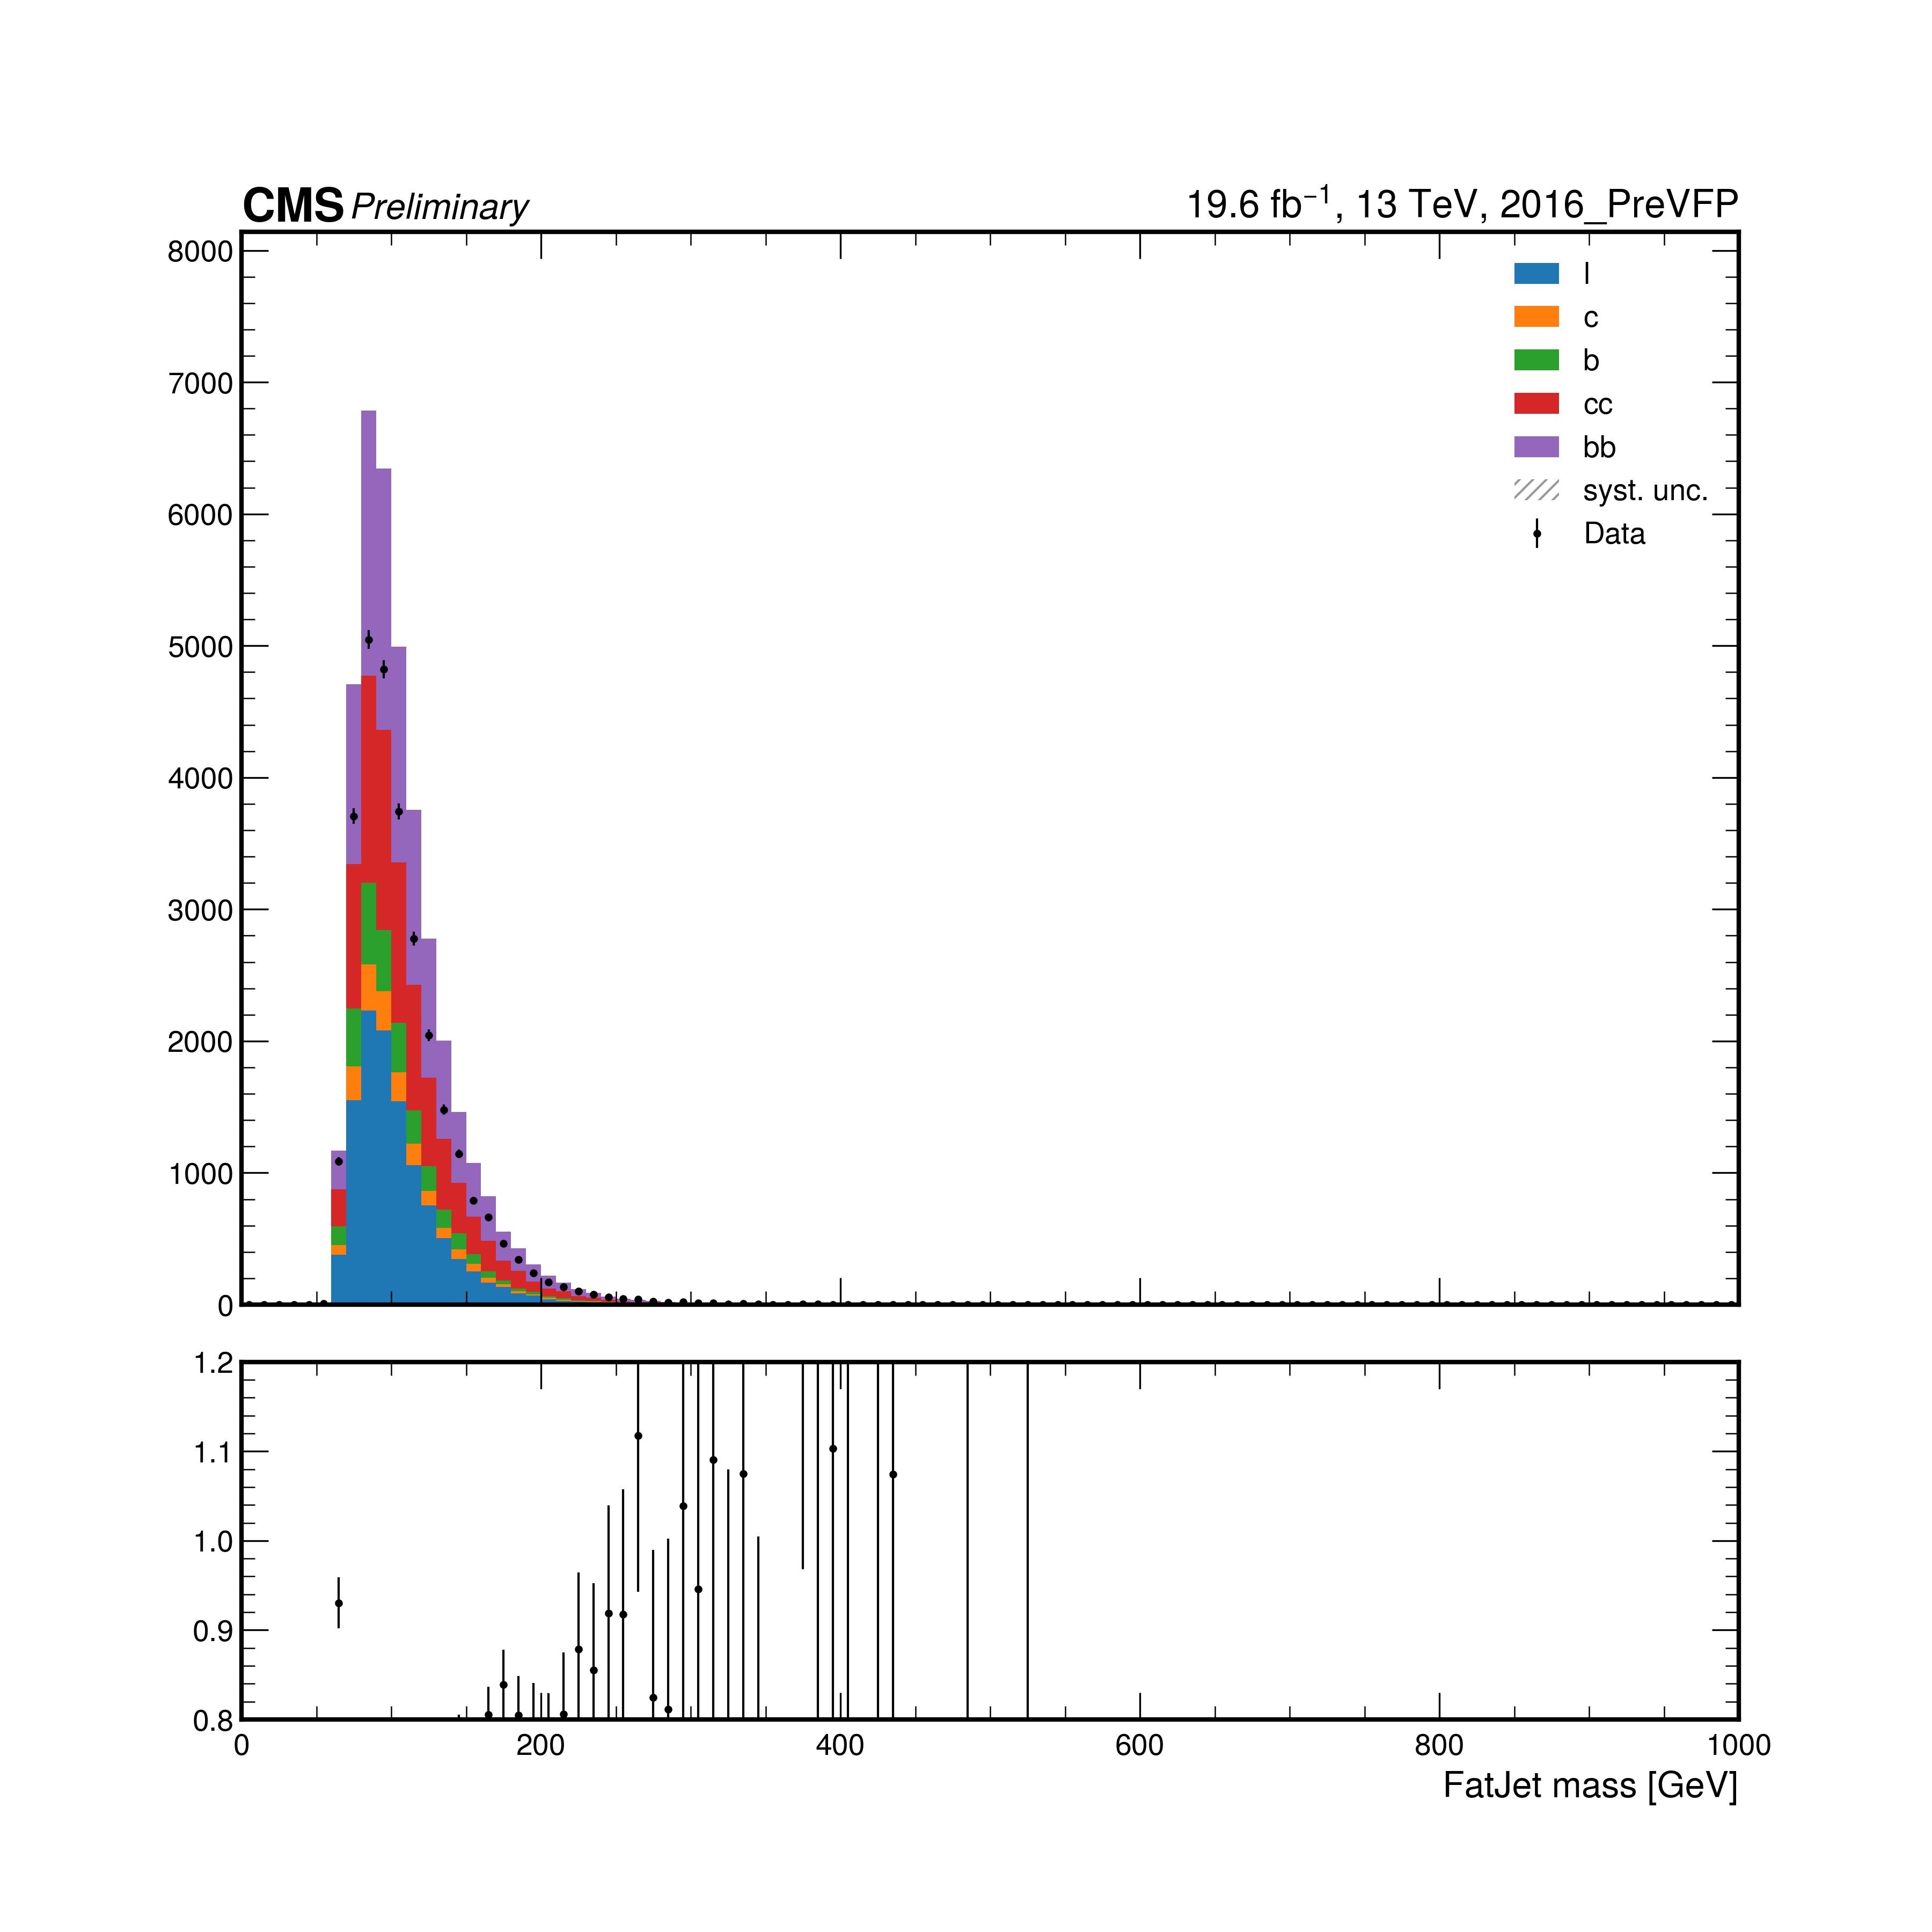 CMS Preliminary 19.6 fb⁻¹, 13 TeV, 2016_PreVFP
8000
7000
6000
5000
4000
3000
2000
1000
0
l
c
b
cc
bb
syst. unc.
Data
1.2
1.1
1.0
0.9
0.8
0 200 400 600 800 1000
FatJet mass [GeV]